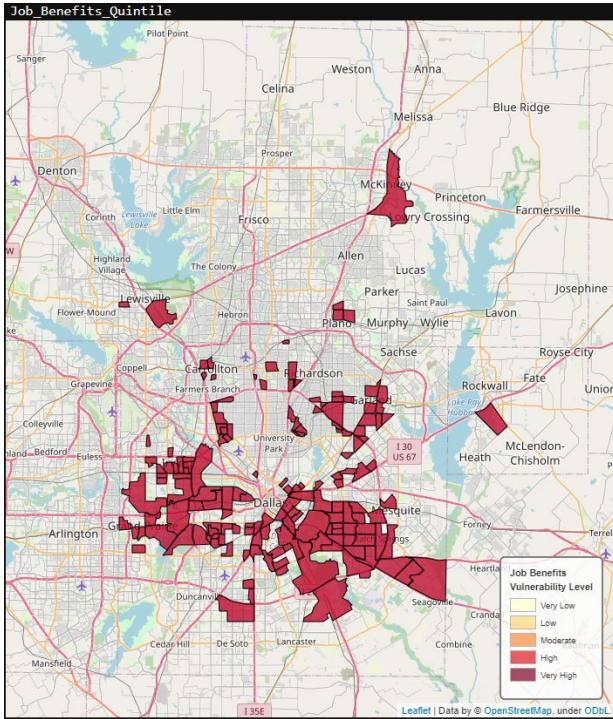 Job_Benefits_Quintile
Pilot Point
Sanger
Weston
Anna
Celina
Blue Ridge
Melissa
Prosper
Denton
McKinney
Princeton
Little Elm
Farmersville
Corinth
Lewisville
Lake
Frisco
Lowry Crossing
Highland
Village
The Colony
Allen
Lucas
Josephine
Lewisville
Parker
Saint Paul
Flower Mound
Hebron
Plano
Murphy
Wylie
Lavon
Sachse
Royse City
Coppell
Carrollton
Richardson
Fate
Grapevine
Farmers Branch
Garland
Rockwall
Union
Lake Ray
Hubbard
Colleyville
University
Park
I 30
US 67
McLendon-
Chisholm
Bedford
Euless
Heath
Dallas
Mesquite
Arlington
Forney
Terrel
Heartland
Duncanville
Seagoville
Cranda
Cedar Hill
De Soto
Lancaster
Combine
Mansfield
I 35E
Job Benefits
Vulnerability Level
Very Low
Low
Moderate
High
Very High
Leaflet | Data by © OpenStreetMap, under ODbL